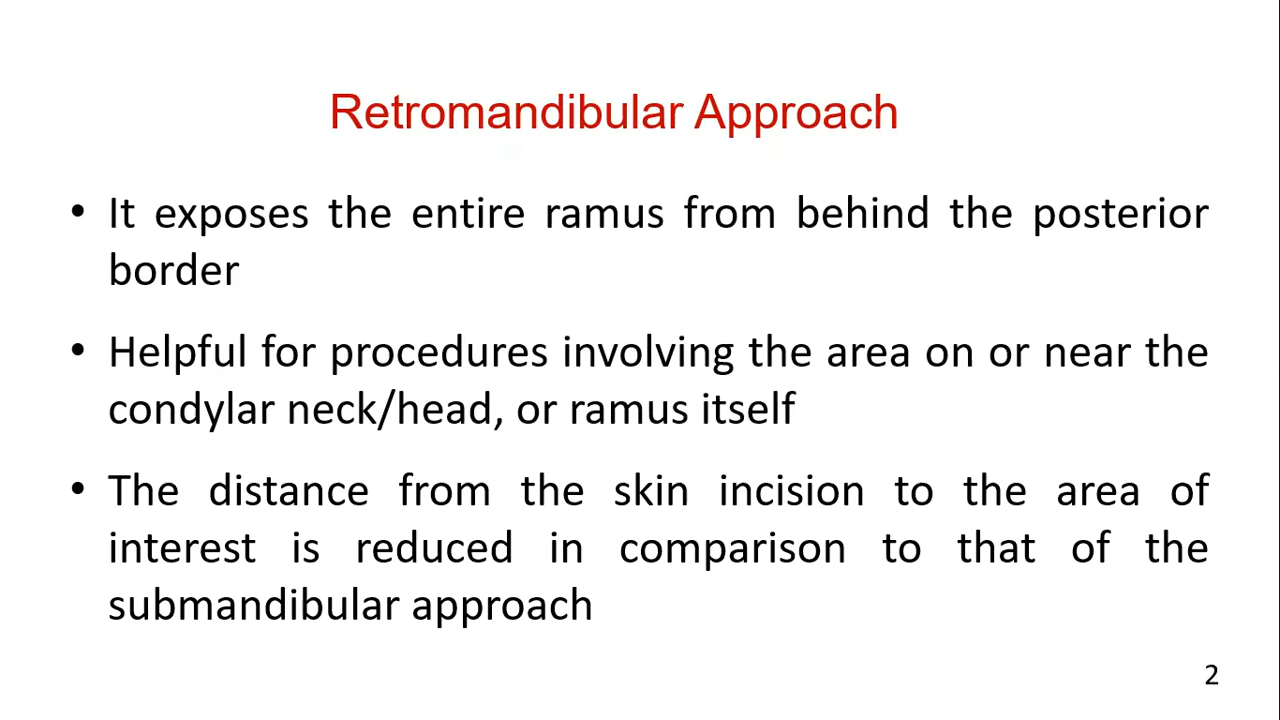 Retromandibular Approach
• It exposes the entire ramus from behind the posterior
border
• Helpful for procedures involving the area on or near the
condylar neck/head, or ramus itself
• The distance from the skin incision to the area of
interest is reduced in comparison to that of the
submandibular approach
2